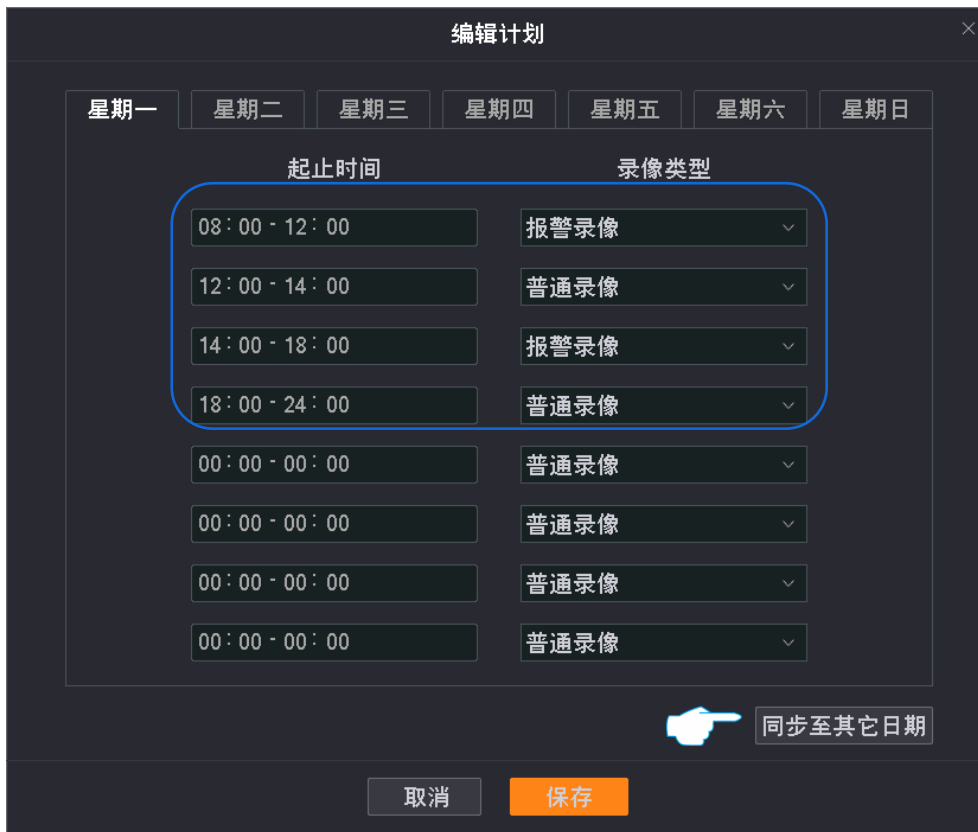 编辑计划
星期一 星期二 星期三 星期四 星期五 星期六 星期日
起止时间 录像类型
08:00-12:00 报警录像
12:00-14:00 普通录像
14:00-18:00 报警录像
18:00-24:00 普通录像
00:00-00:00 普通录像
00:00-00:00 普通录像
00:00-00:00 普通录像
00:00-00:00 普通录像
同步至其它日期
取消 保存